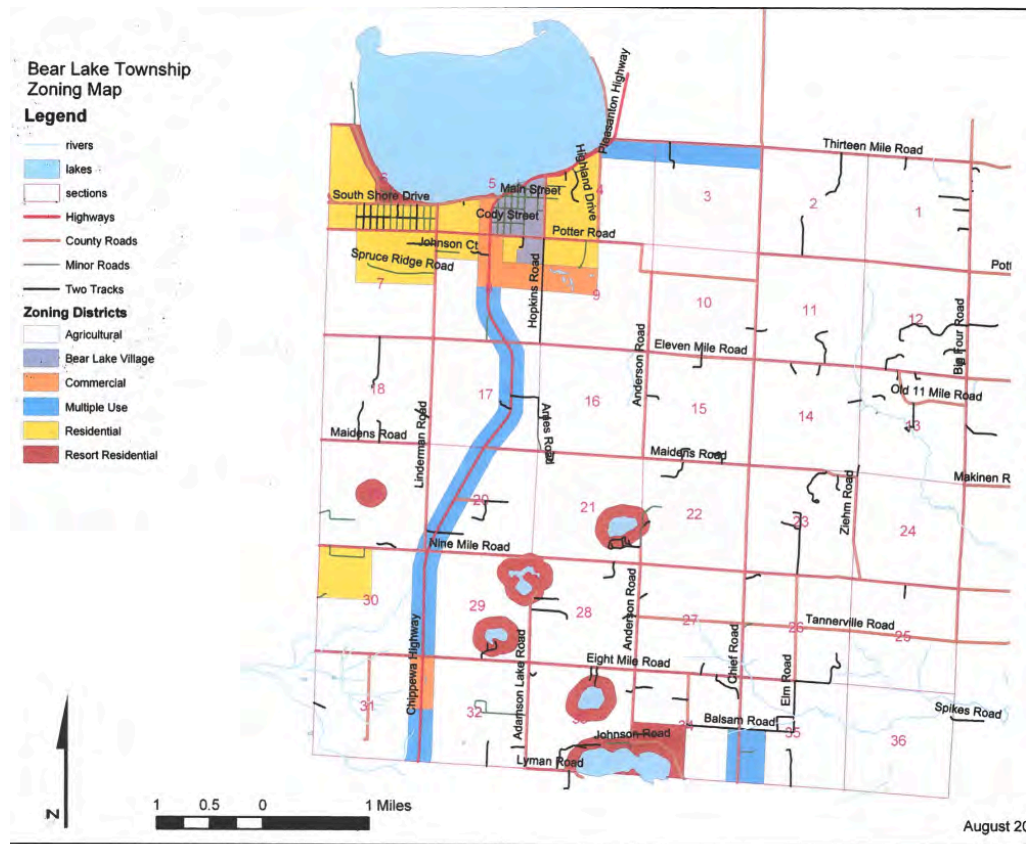 Bear Lake Township
Zoning Map
Legend
rivers
lakes
sections
Highways
County Roads
Minor Roads
Two Tracks
Zoning Districts
Agricultural
Bear Lake Village
Commercial
Multiple Use
Residential
Resort Residential
Pleasanton Highway
Thirteen Mile Road
Highland Drive
6
5
4
3
2
1
South Shore Drive
Main Street
Cody Street
Potter Road
Pott
Johnson Ct
Spruce Ridge Road
7
8
9
10
11
12
Hopkins Road
Big Four Road
Anderson Road
Eleven Mile Road
Old 11 Mile Road
18
17
16
15
14
13
Linderman Road
Ames Road
Maidens Road
Maidens Road
Makinen R
20
21
22
23
24
Ziehm Road
Nine Mile Road
30
29
28
27
26
25
Anderson Road
Tannerville Road
Chippewa Highway
Adamson Lake Road
Eight Mile Road
Chief Road
Elm Road
31
32
33
34
35
36
Balsam Road
Spikes Road
Johnson Road
Lyman Road
N
1 0.5 0 1 Miles
August 20